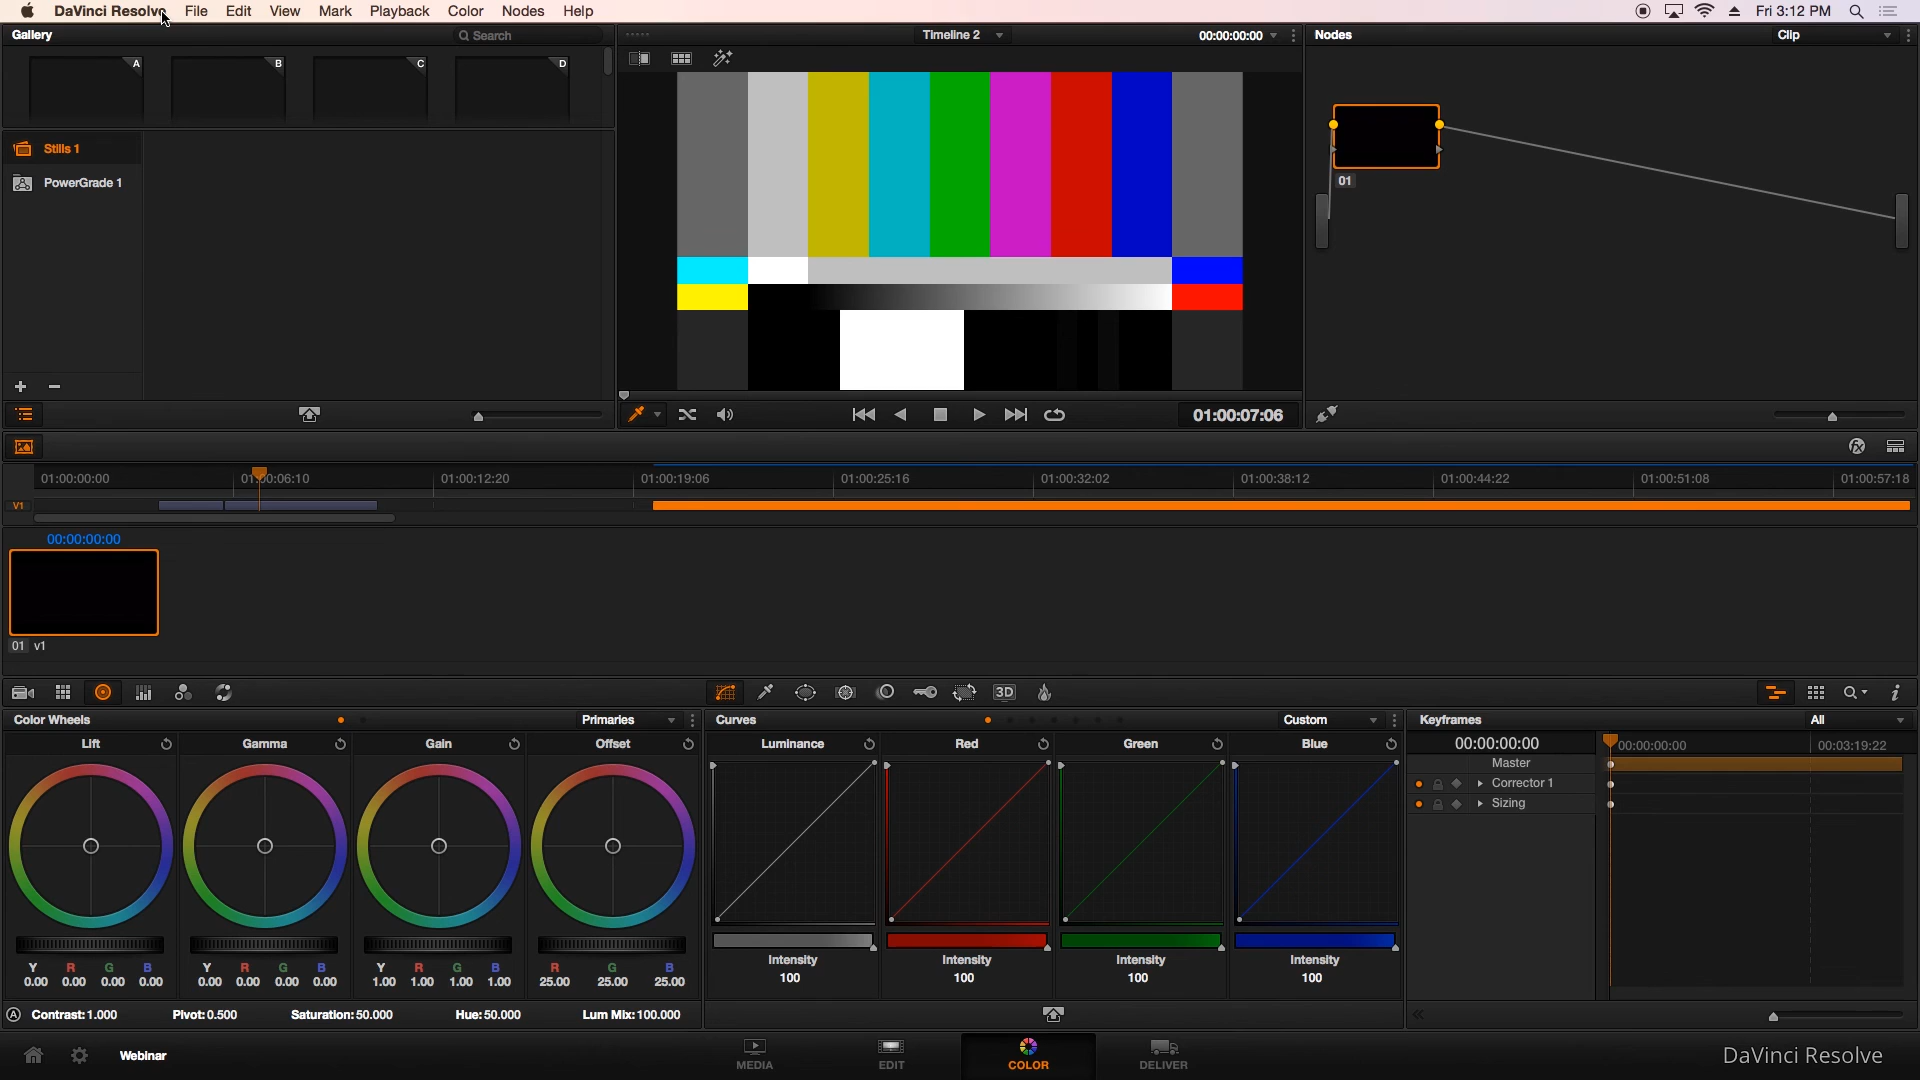 DaVinci Resolve File Edit View Mark Playback Color Nodes Help Fri 3:12 PM
Gallery Search Timeline 2 00:00:00:00 Nodes Clip
A B C D
Stills 1
PowerGrade 1
01
01:00:07:06
01:00:00:00 01:00:06:10 01:00:12:20 01:00:19:06 01:00:25:16 01:00:32:02 01:00:38:12 01:00:44:22 01:00:51:08 01:00:57:18
V1
00:00:00:00
01 v1
3D
Color Wheels Primaries Curves Custom Keyframes All
Lift Gamma Gain Offset Luminance Red Green Blue 00:00:00:00 00:00:00:00 00:03:19:22
Master
Corrector 1
Sizing
Intensity Intensity Intensity Intensity
Y R G B Y R G B Y R G B R G B
0.00 0.00 0.00 0.00 0.00 0.00 0.00 0.00 1.00 1.00 1.00 1.00 25.00 25.00 25.00 100 100 100 100
A Contrast:1.000 Pivot:0.500 Saturation:50.000 Hue:50.000 Lum Mix:100.000
Webinar MEDIA EDIT COLOR DELIVER DaVinci Resolve